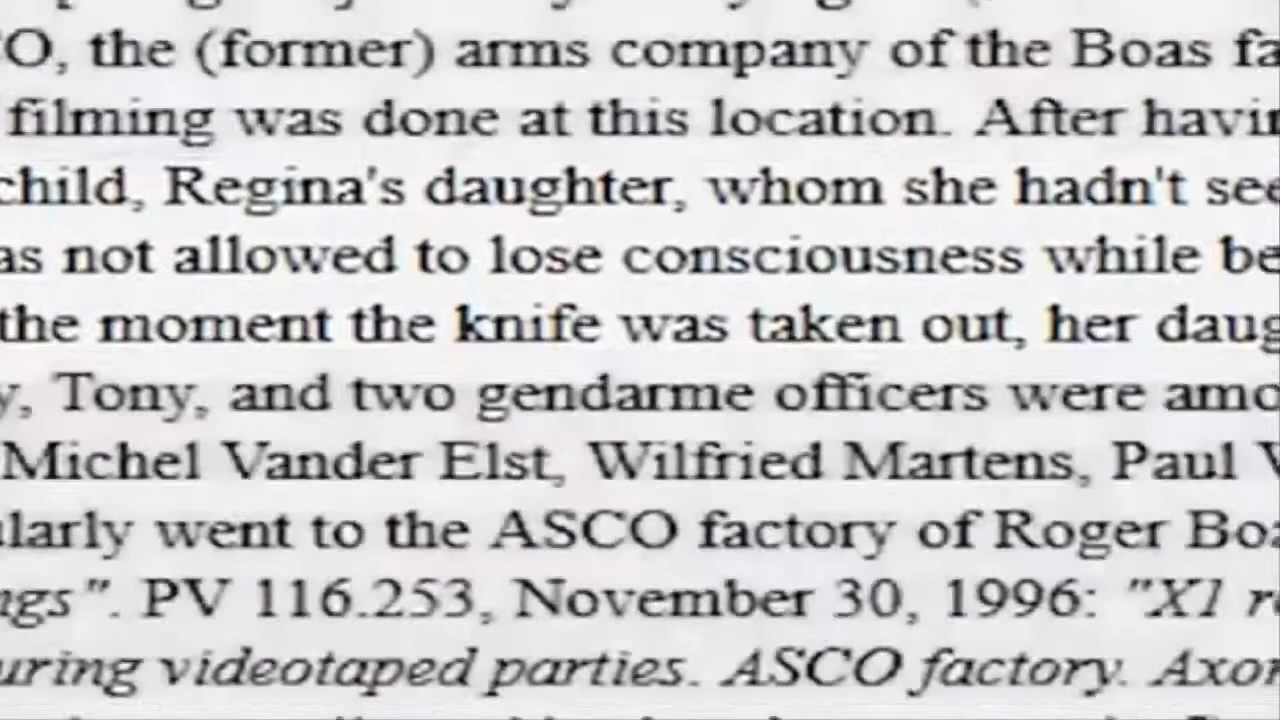 O, the (former) arms company of the Boas fa
filming was done at this location. After havin
child, Regina's daughter, whom she hadn't see
as not allowed to lose consciousness while be
the moment the knife was taken out, her daug
y, Tony, and two gendarme officers were amo
Michel Vander Elst, Wilfried Martens, Paul V
ularly went to the ASCO factory of Roger Boa
ngs". PV 116.253, November 30, 1996: "X1 r
uring videotaped parties. ASCO factory. Axon